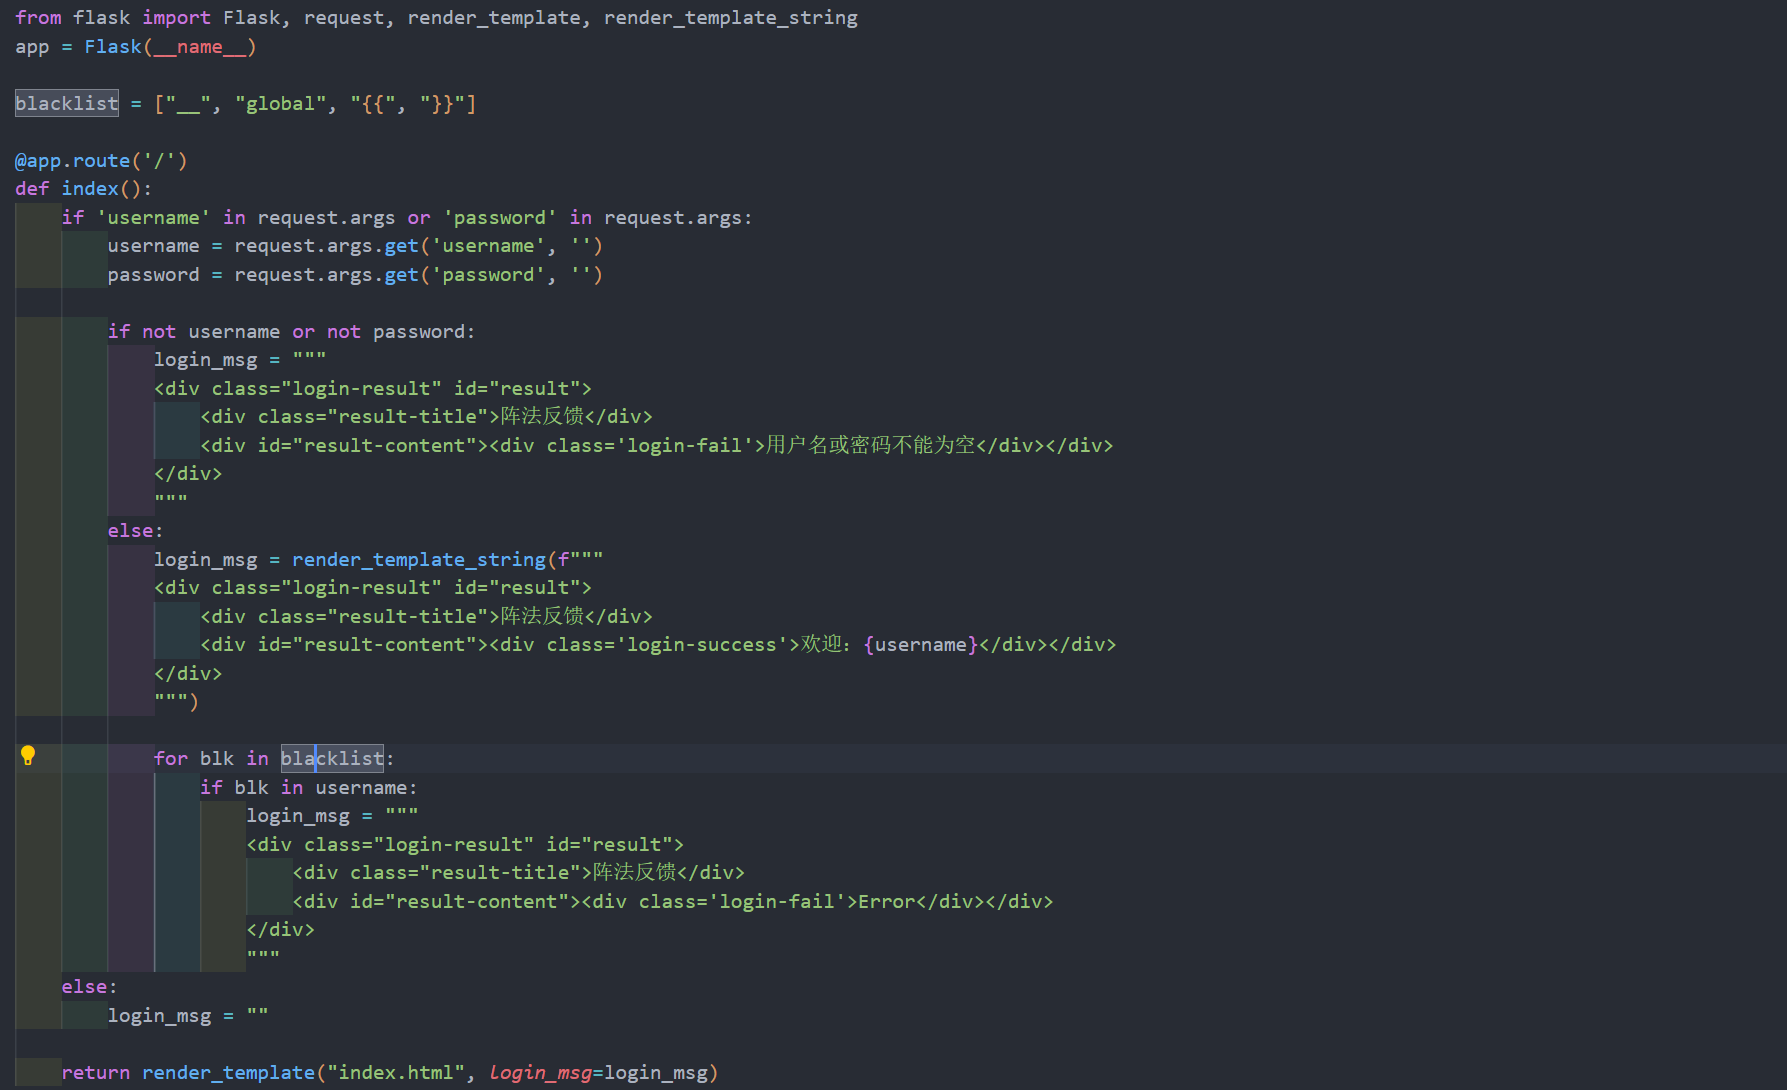 from flask import Flask, request, render_template, render_template_string
app = Flask(__name__)

blacklist = ["__", "global", "{{", "}}"]

@app.route('/')
def index():
    if 'username' in request.args or 'password' in request.args:
        username = request.args.get('username', '')
        password = request.args.get('password', '')

        if not username or not password:
            login_msg = """
            <div class="login-result" id="result">
                <div class="result-title">阵法反馈</div>
                <div id="result-content"><div class='login-fail'>用户名或密码不能为空</div></div>
            </div>
            """
        else:
            login_msg = render_template_string(f"""
            <div class="login-result" id="result">
                <div class="result-title">阵法反馈</div>
                <div id="result-content"><div class='login-success'>欢迎：{username}</div></div>
            </div>
            """)

            for blk in blacklist:
                if blk in username:
                    login_msg = """
                    <div class="login-result" id="result">
                        <div class="result-title">阵法反馈</div>
                        <div id="result-content"><div class='login-fail'>Error</div></div>
                    </div>
                    """
    else:
        login_msg = ""

    return render_template("index.html", login_msg=login_msg)